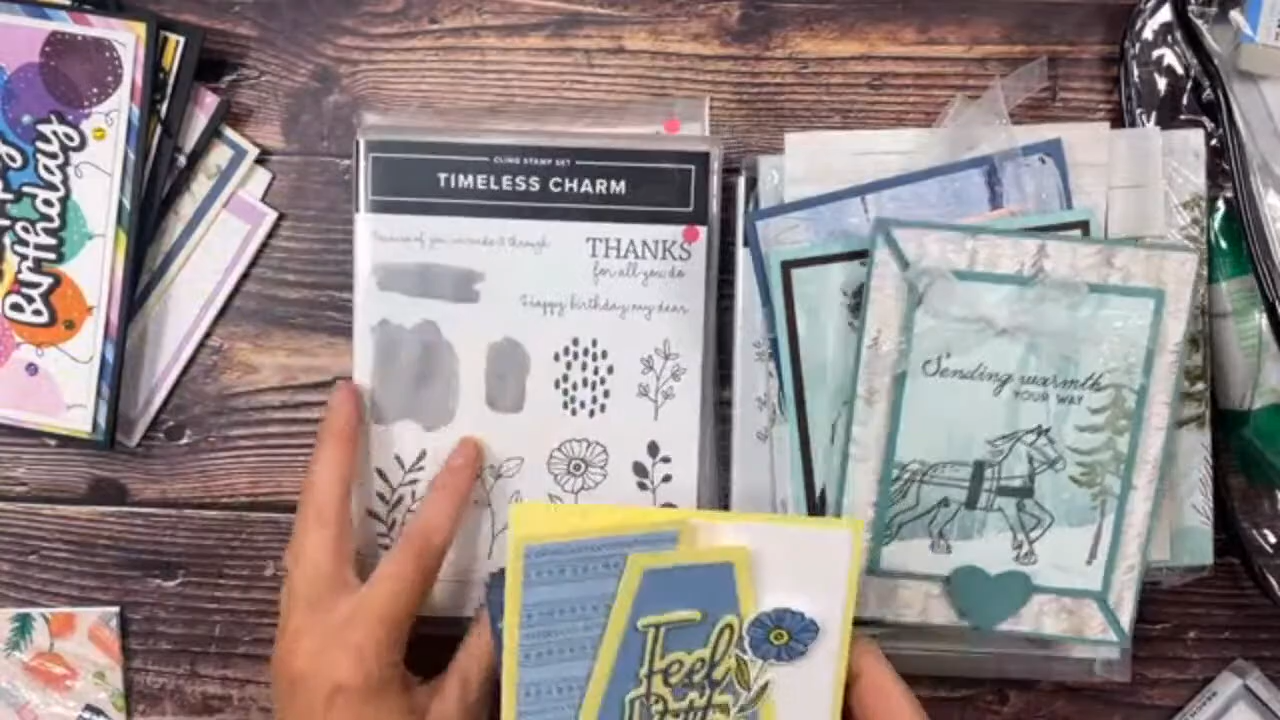 Birthday
CLING STAMP SET
TIMELESS CHARM
THANKS
for all you do
Happy birthday my dear
Sending warmth
YOUR WAY
Feel